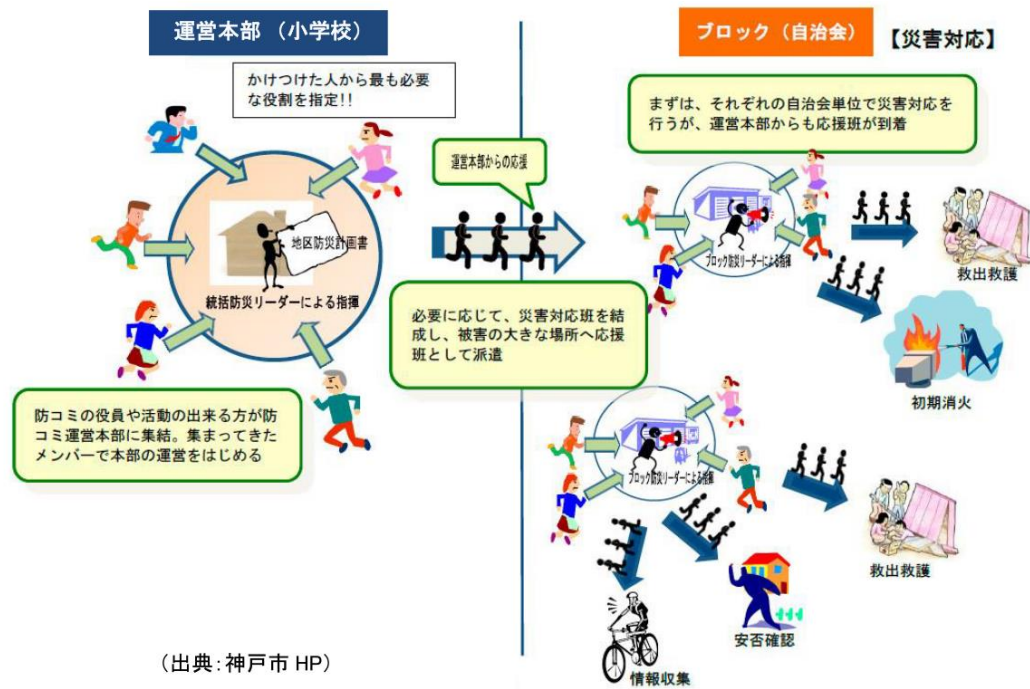 運営本部 （小学校）
かけつけた人から最も必要
な役割を指定!!
地区防災計画書
統括防災リーダーによる指揮
防コミの役員や活動の出来る方が防
コミ運営本部に集結。集まってきた
メンバーで本部の運営をはじめる
運営本部からの応援
必要に応じて、災害対応班を結
成し、被害の大きな場所へ応援
班として派遣
ブロック（自治会）
【災害対応】
まずは、それぞれの自治会単位で災害対応を
行うが、運営本部からも応援班が到着
ブロック防災リーダーによる指揮
救出救護
初期消火
ブロック防災リーダーによる指揮
救出救護
安否確認
情報収集
（出典：神戸市 HP）